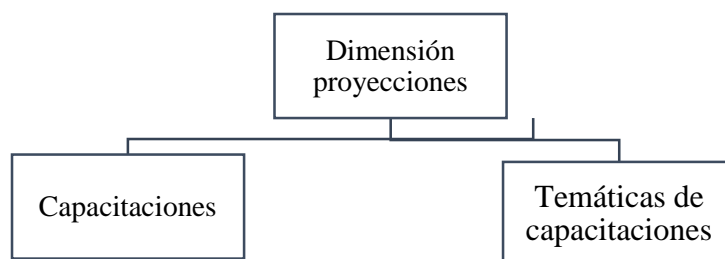 Dimensión
proyecciones
Capacitaciones
Temáticas de
capacitaciones